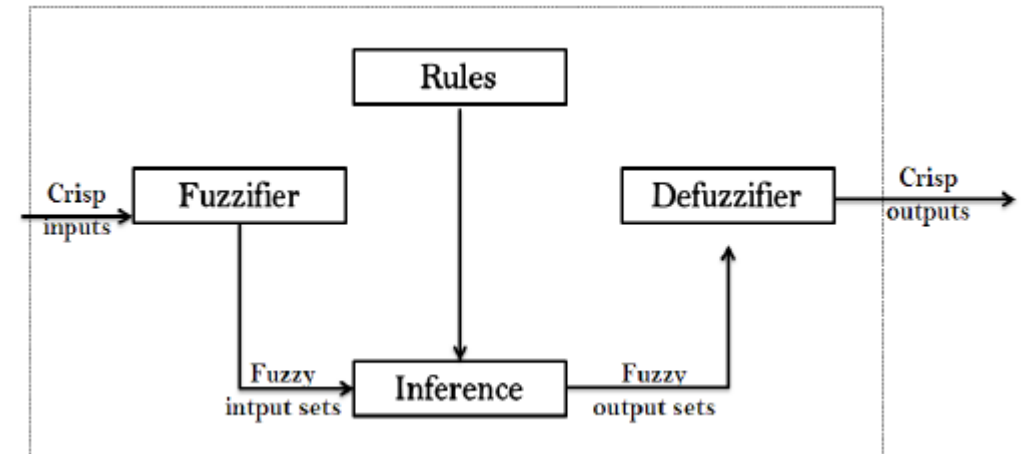 Rules
Crisp
inputs
Fuzzifier
Defuzzifier
Crisp
outputs
Fuzzy
intput sets
Inference
Fuzzy
output sets